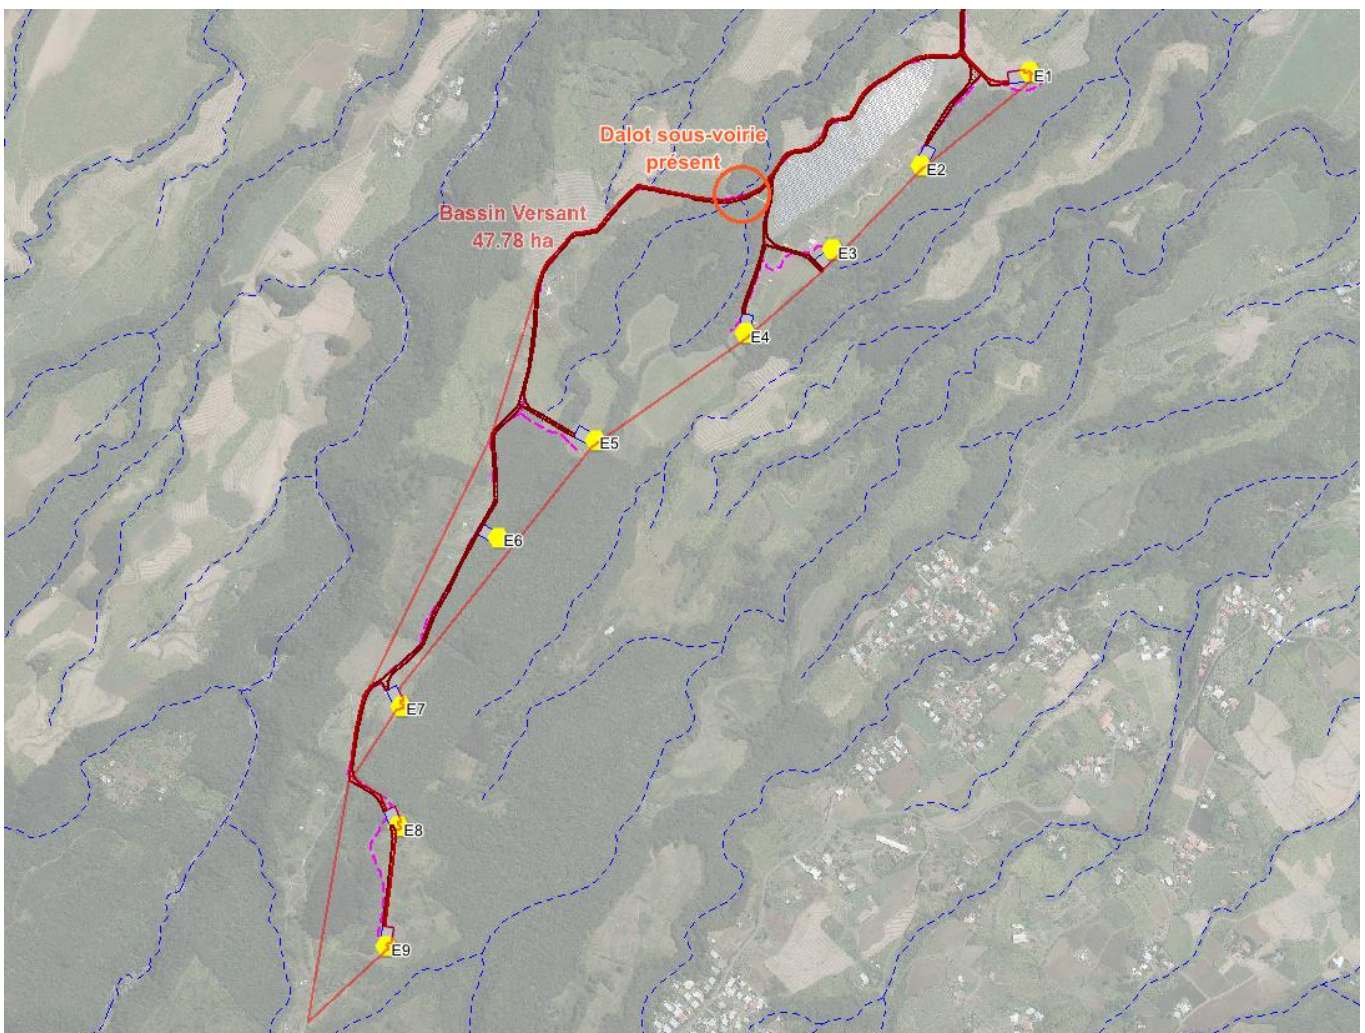 E1
Dalot sous-voirie
présent
E2
Bassin Versant
47.78 ha
E3
E4
E5
E6
E7
E8
E9